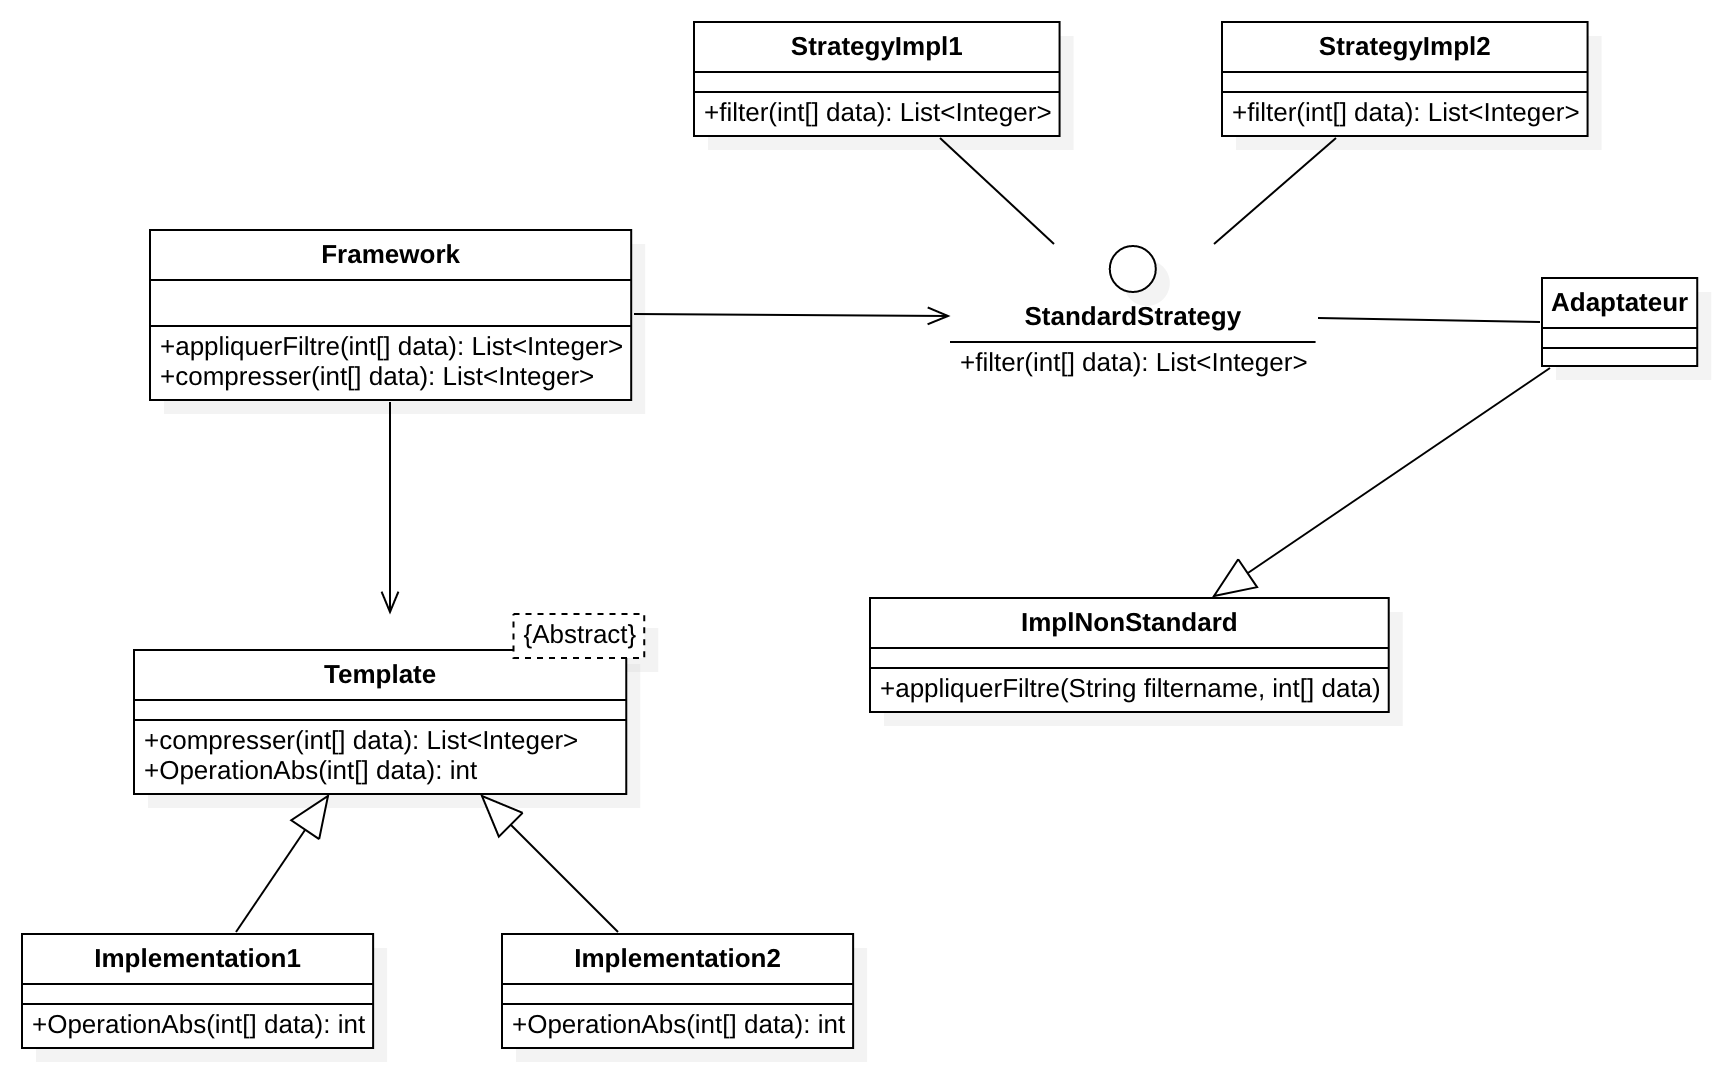 StrategyImpl1
+filter(int[] data): List<Integer>
StrategyImpl2
+filter(int[] data): List<Integer>
Framework
+appliquerFiltre(int[] data): List<Integer>
+compresser(int[] data): List<Integer>
StandardStrategy
+filter(int[] data): List<Integer>
Adaptateur
{Abstract}
Template
+compresser(int[] data): List<Integer>
+OperationAbs(int[] data): int
ImplNonStandard
+appliquerFiltre(String filtername, int[] data)
Implementation1
+OperationAbs(int[] data): int
Implementation2
+OperationAbs(int[] data): int